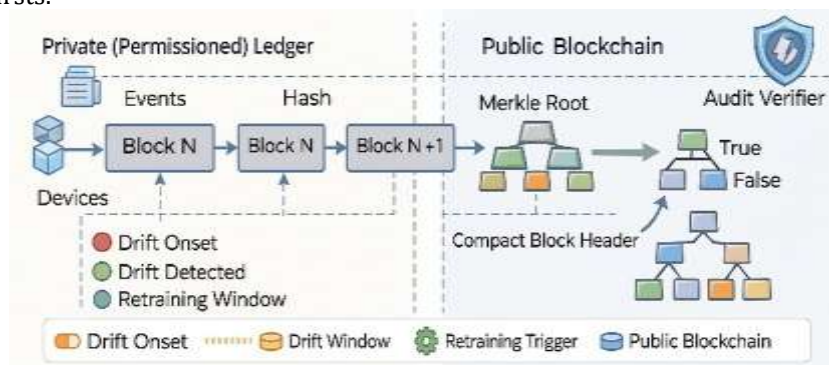 Private (Permissioned) Ledger
Public Blockchain
Events
Hash
Merkle Root
Audit Verifier
Block N
Block N
Block N+1
True
False
Devices
Drift Onset
Drift Detected
Retraining Window
Compact Block Header
Drift Onset
Drift Window
Retraining Trigger
Public Blockchain